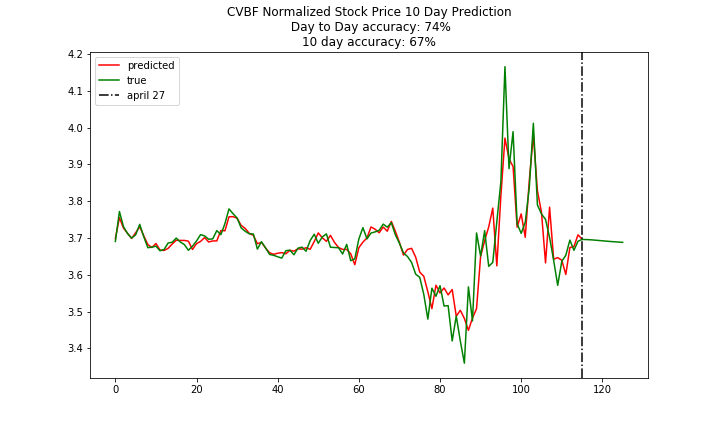 CVBF Normalized Stock Price 10 Day Prediction
Day to Day accuracy: 74%
10 day accuracy: 67%
predicted
true
april 27
4.2
4.1
4.0
3.9
3.8
3.7
3.6
3.5
3.4
0 20 40 60 80 100 120